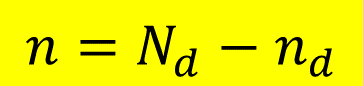 n = N_d − n_d